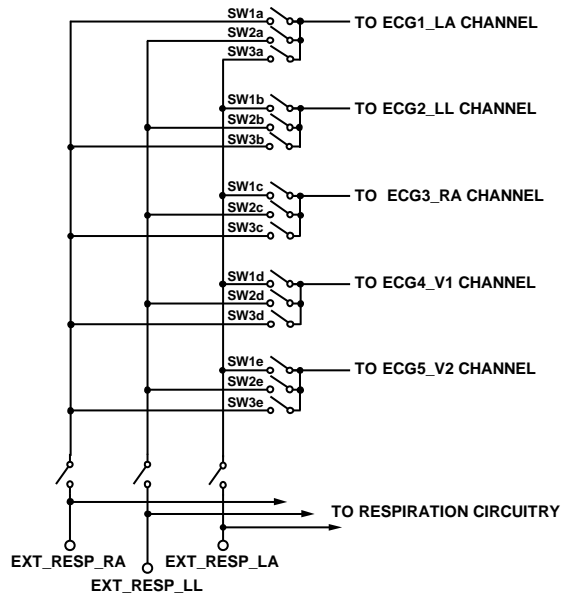 SW1a
TO ECG1_LA CHANNEL
SW2a
SW3a
SW1b
TO ECG2_LL CHANNEL
SW2b
SW3b
SW1c
TO ECG3_RA CHANNEL
SW2c
SW3c
SW1d
TO ECG4_V1 CHANNEL
SW2d
SW3d
SW1e
TO ECG5_V2 CHANNEL
SW2e
SW3e
TO RESPIRATION CIRCUITRY
EXT_RESP_RA
EXT_RESP_LA
EXT_RESP_LL